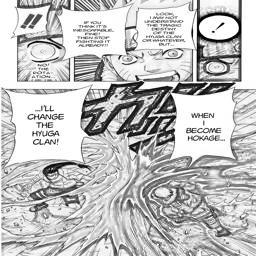 !
LOOK,
I MAY NOT
UNDERSTAND
THE TRAGIC
DESTINY
OF THE
HYUGA CLAN
OR WHATEVER,
BUT...
IF YOU
THINK IT'S
IMPOSSIBLE,
FINE!
THEN STOP
FIGHTING IT
ALREADY!!
!!
NO!
THE
ROTA-
TION...
WHEN
I
BECOME
HOKAGE...
...I'LL
CHANGE
THE
HYUGA
CLAN!